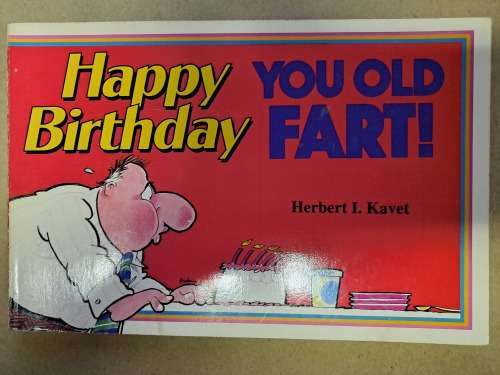 Happy
Birthday
YOU OLD
FART!
Herbert I. Kavet